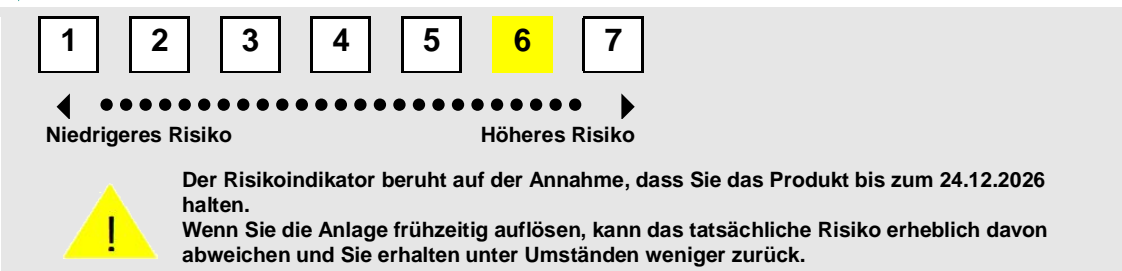 1 2 3 4 5 6 7
Niedrigeres Risiko Höheres Risiko
!
Der Risikoindikator beruht auf der Annahme, dass Sie das Produkt bis zum 24.12.2026
halten.
Wenn Sie die Anlage frühzeitig auflösen, kann das tatsächliche Risiko erheblich davon
abweichen und Sie erhalten unter Umständen weniger zurück.